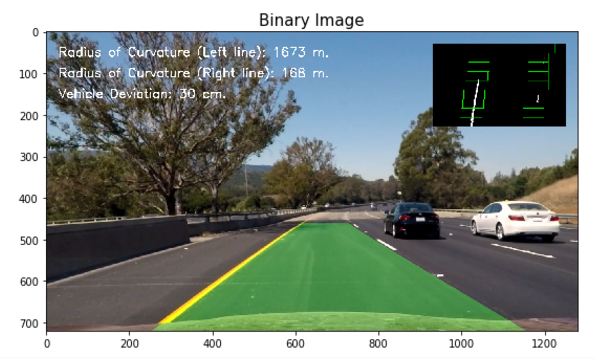 Binary Image
Radius of Curvature (Left line): 1673 m.
Radius of Curvature (Right line): 168 m.
Vehicle Deviation: 30 cm.
0
100
200
300
400
500
600
700
0 200 400 600 800 1000 1200